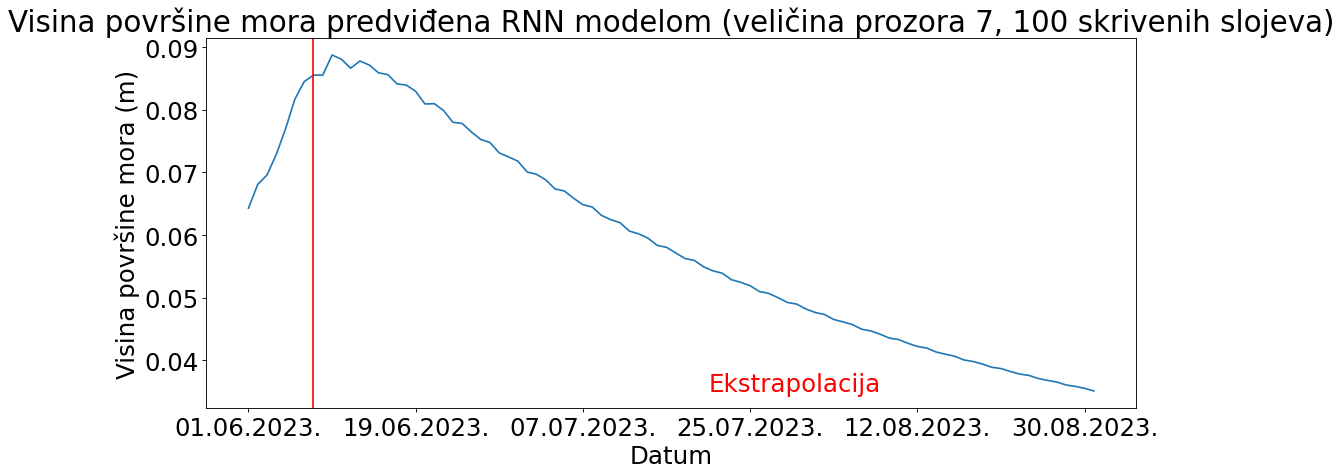 Visina površine mora predviđena RNN modelom (veličina prozora 7, 100 skrivenih slojeva)
Visina površine mora (m)
0.09
0.08
0.07
0.06
0.05
0.04
Ekstrapolacija
01.06.2023. 19.06.2023. 07.07.2023. 25.07.2023. 12.08.2023. 30.08.2023.
Datum